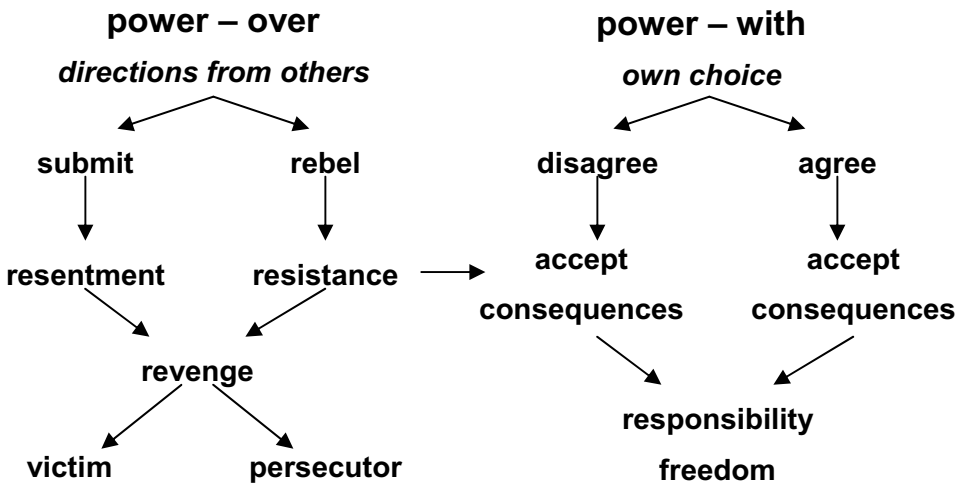 power – over
directions from others
submit
rebel
resentment
resistance
revenge
victim
persecutor
power – with
own choice
disagree
agree
accept
consequences
accept
consequences
responsibility
freedom